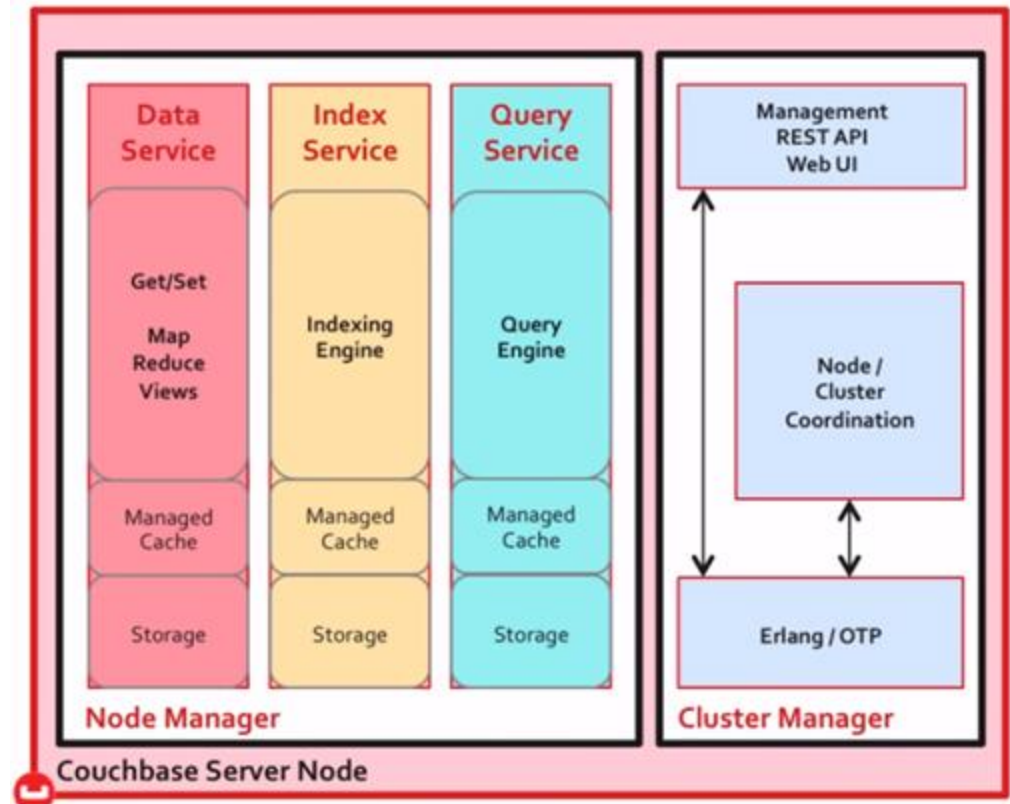 Data
Service
Get/Set
Map
Reduce
Views
Managed
Cache
Storage
Index
Service
Indexing
Engine
Managed
Cache
Storage
Query
Service
Query
Engine
Managed
Cache
Storage
Node Manager
Management
REST API
Web UI
Node /
Cluster
Coordination
Erlang / OTP
Cluster Manager
Couchbase Server Node